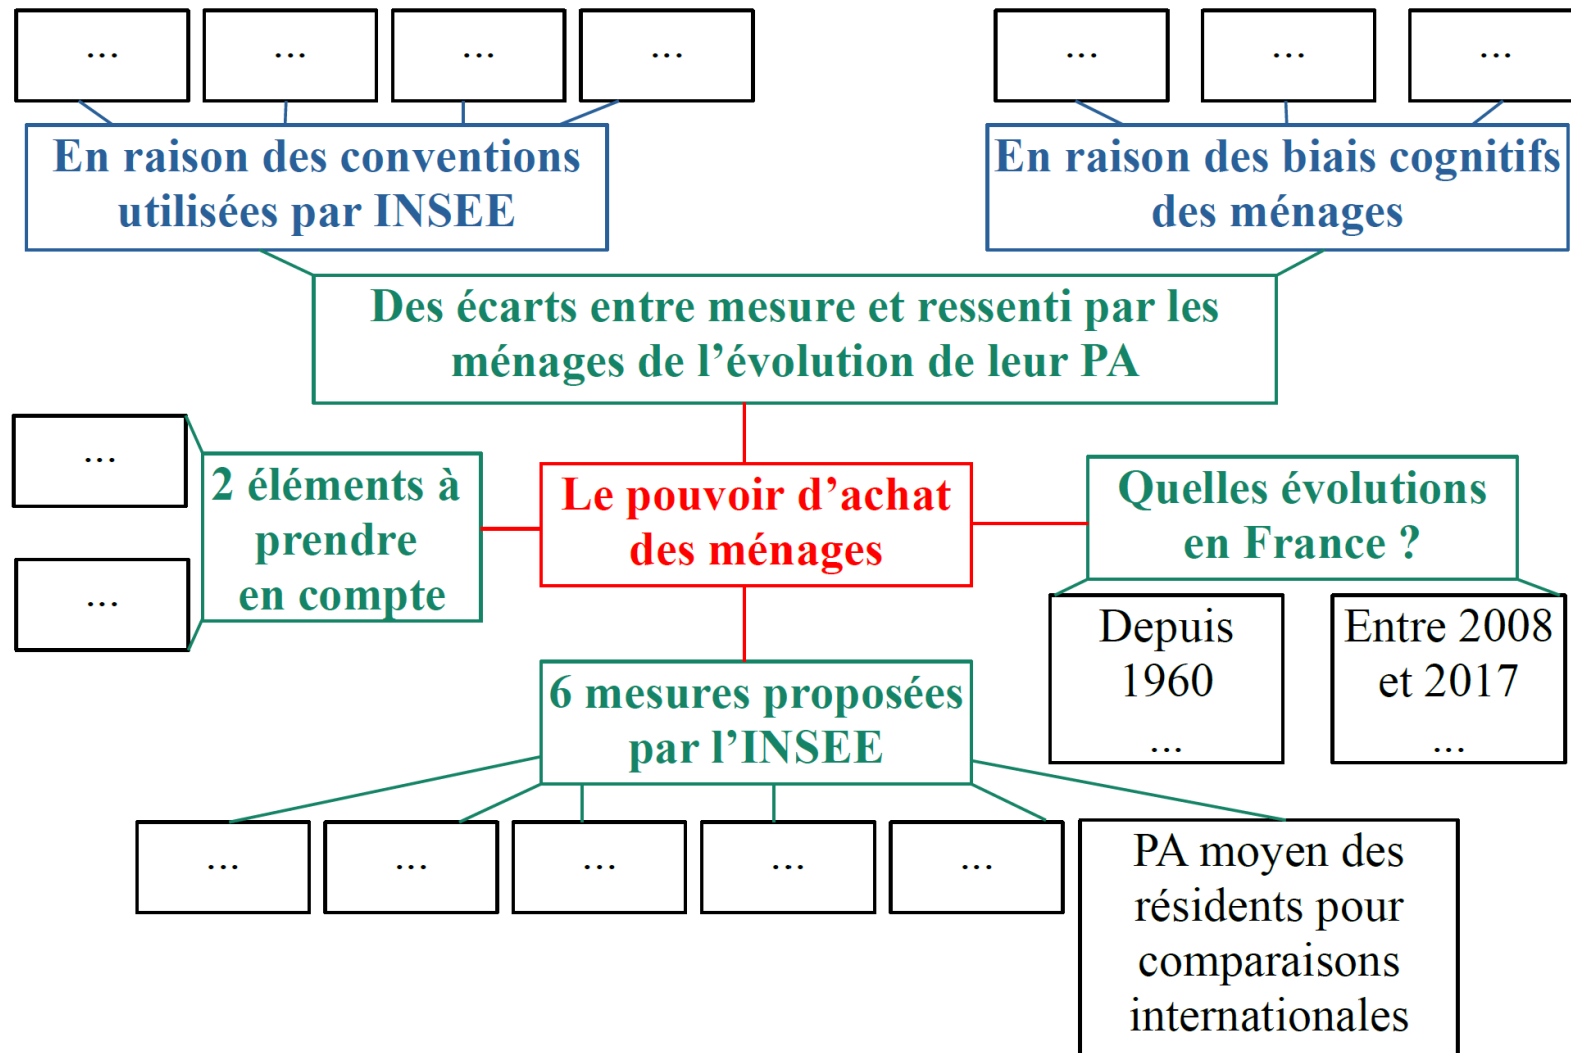 ...
...
...
...
...
...
...
En raison des conventions
utilisées par INSEE
En raison des biais cognitifs
des ménages
Des écarts entre mesure et ressenti par les
ménages de l’évolution de leur PA
...
...
2 éléments à
prendre
en compte
Le pouvoir d’achat
des ménages
Quelles évolutions
en France ?
Depuis
1960
...
Entre 2008
et 2017
...
6 mesures proposées
par l’INSEE
...
...
...
...
...
PA moyen des
résidents pour
comparaisons
internationales